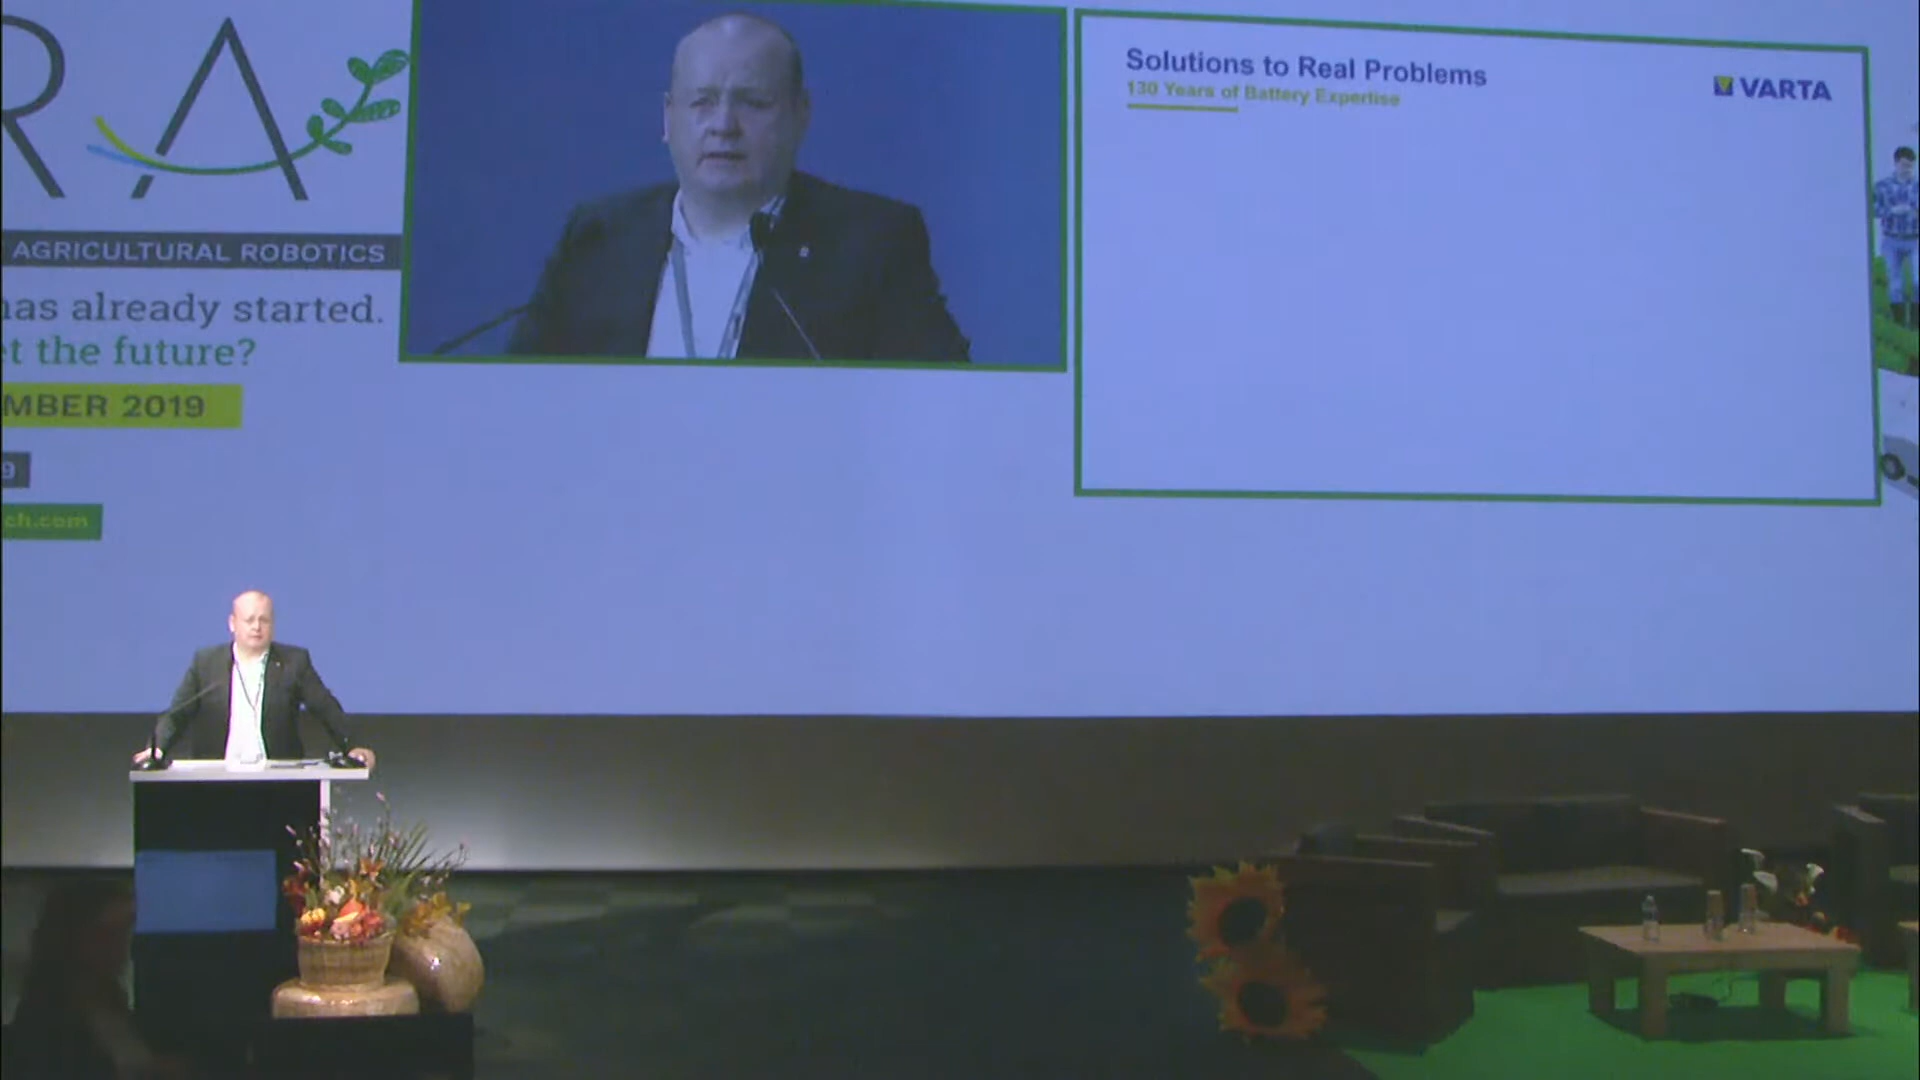 RA
AGRICULTURAL ROBOTICS
has already started.
et the future?
MBER 2019
9
ch.com
Solutions to Real Problems
130 Years of Battery Expertise
VARTA